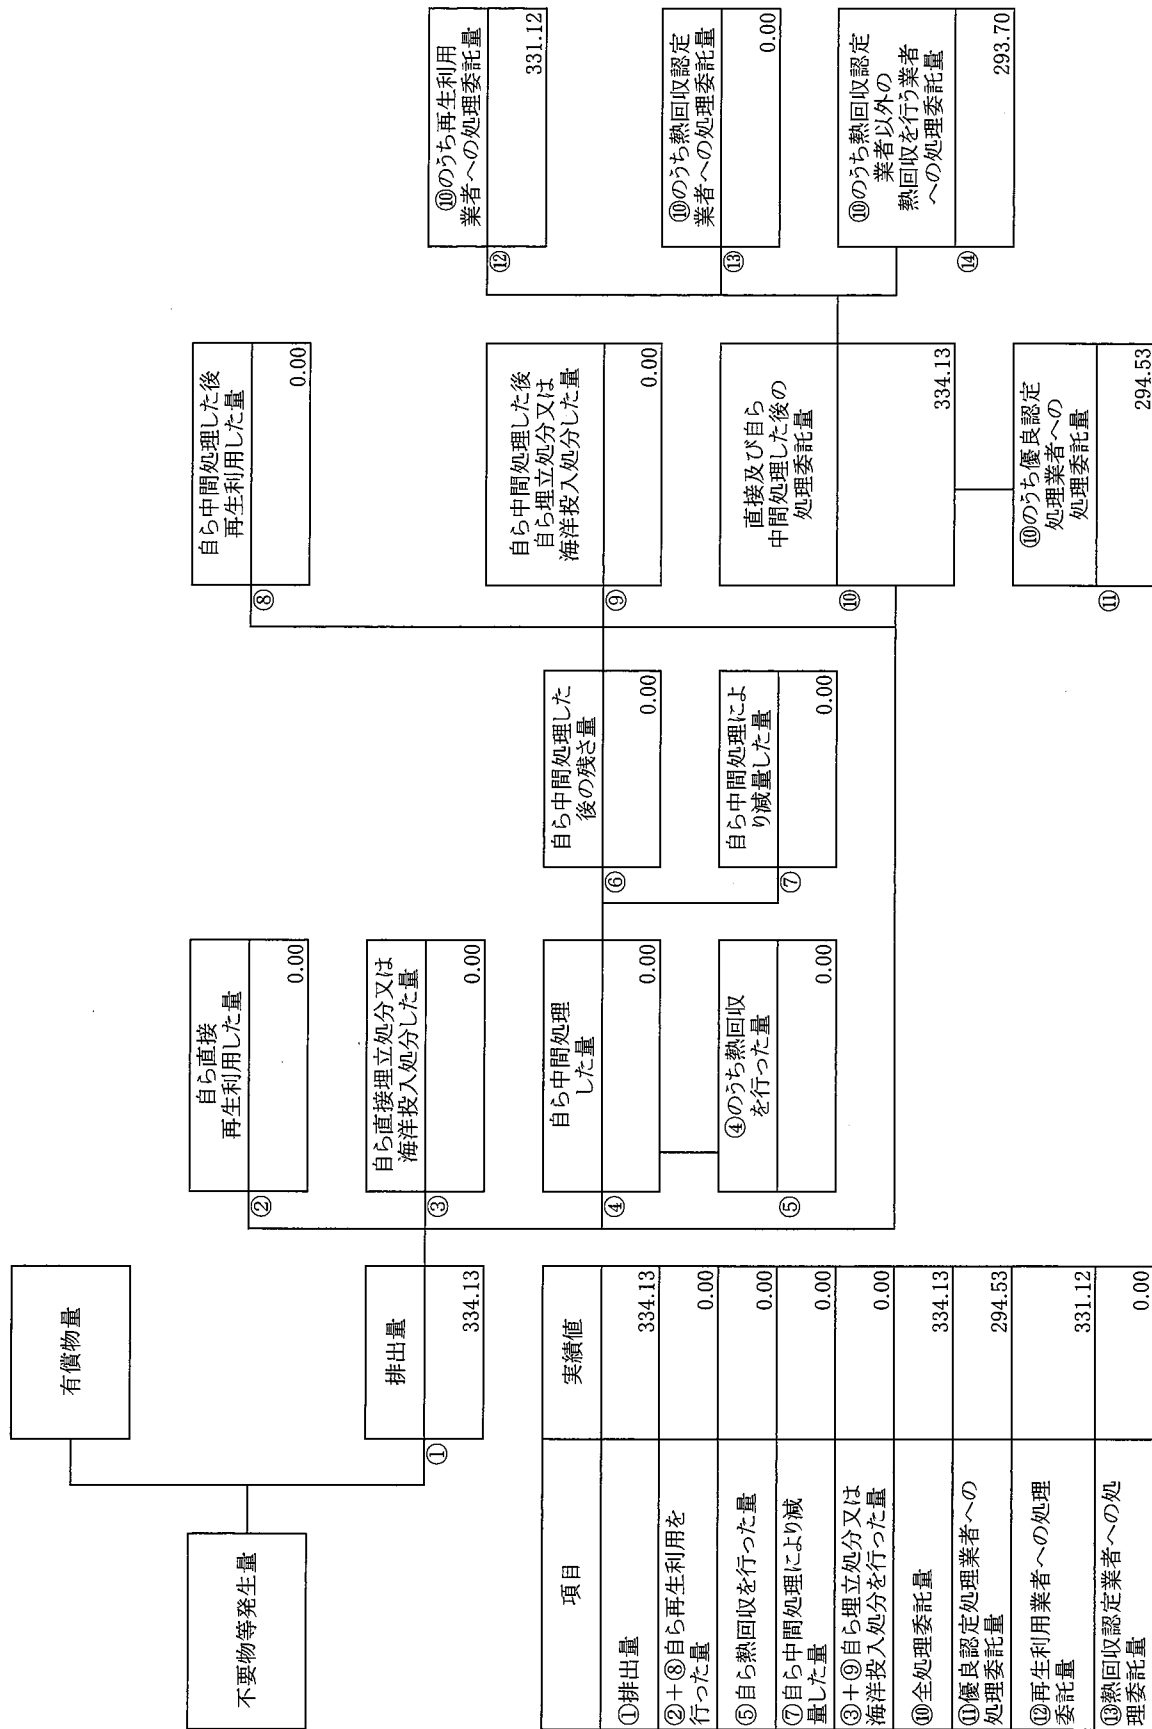 有償物量
不要物等発生量
排出量
①
334.13
自ら直接
再生利用した量
②
0.00
自ら直接埋立処分又は
海洋投入処分した量
③
0.00
自ら中間処理
した量
④
0.00
④のうち熱回収
を行った量
⑤
0.00
自ら中間処理した
後の残さ量
⑥
0.00
自ら中間処理によ
り減量した量
⑦
0.00
自ら中間処理した後
再生利用した量
⑧
0.00
自ら中間処理した後
自ら埋立処分又は
海洋投入処分した量
⑨
0.00
直接及び自ら
中間処理した後の
処理委託量
⑩
334.13
⑩のうち優良認定
処理業者への
処理委託量
⑪
294.53
⑩のうち再生利用
業者への処理委託量
⑫
331.12
⑩のうち熱回収認定
業者への処理委託量
⑬
0.00
⑩のうち熱回収認定
業者以外の
熱回収を行う業者
への処理委託量
⑭
293.70
項目 実績値
①排出量 334.13
②+⑧自ら再生利用を
行った量 0.00
⑤自ら熱回収を行った量 0.00
⑦自ら中間処理により減
量した量 0.00
③+⑨自ら埋立処分又は
海洋投入処分を行った量 0.00
⑩全処理委託量 334.13
⑪優良認定処理業者への
処理委託量 294.53
⑫再生利用業者への処理
委託量 331.12
⑬熱回収認定業者への処
理委託量 0.00